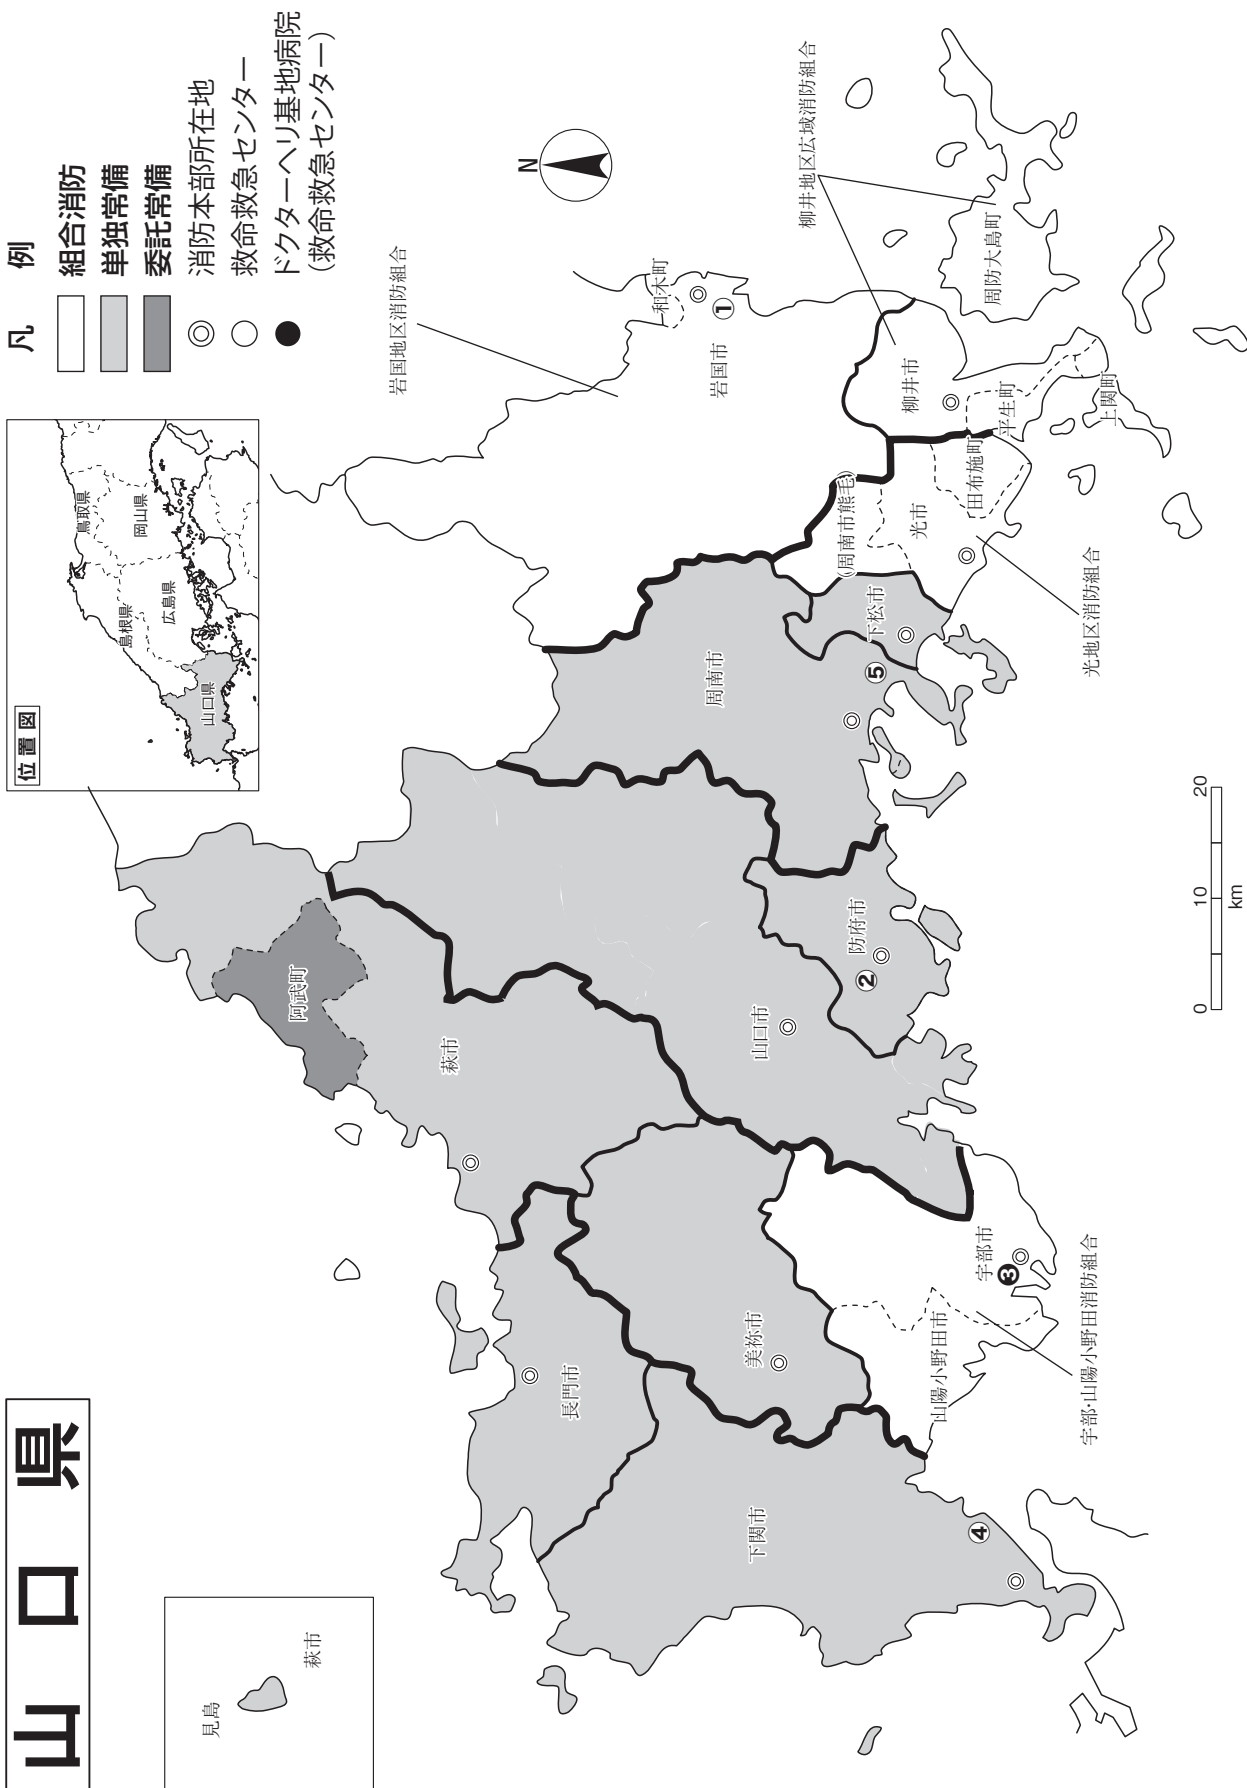 山口県
凡例
組合消防
単独常備
委託常備
消防本部所在地
救命救急センター
ドクターヘリ基地病院
(救命救急センター)
位置図
鳥取県
岡山県
島根県
広島県
山口県
N
見島
萩市
阿武町
萩市
長門市
美祢市
下関市
④
山口市
防府市
②
宇部市
③
山陽小野田市
宇部・山陽小野田消防組合
周南市
⑤
下松市
(周南市熊毛)
光市
田布施町
光地区消防組合
岩国地区消防組合
和木町
①
岩国市
柳井地区広域消防組合
柳井市
平生町
上関町
周防大島町
0
10
20
km